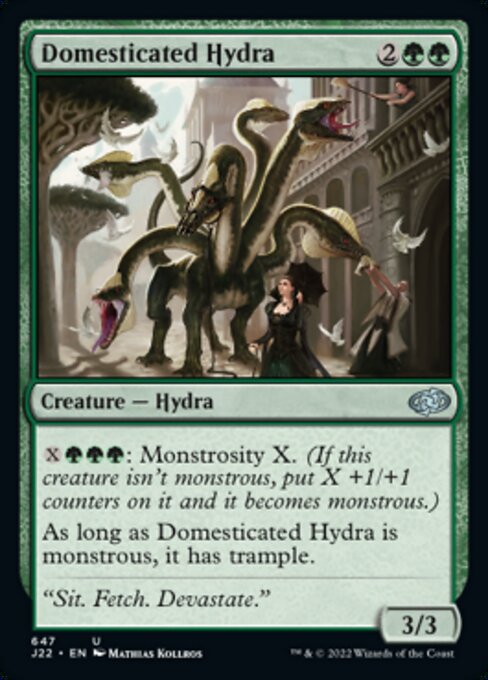 Domesticated Hydra 2
Creature — Hydra
X: Monstrosity X. (If this
creature isn't monstrous, put X +1/+1
counters on it and it becomes monstrous.)
As long as Domesticated Hydra is
monstrous, it has trample.
"Sit. Fetch. Devastate."
3/3
647 U
J22 • EN Mathias Kollros
™ & © 2022 Wizards of the Coast